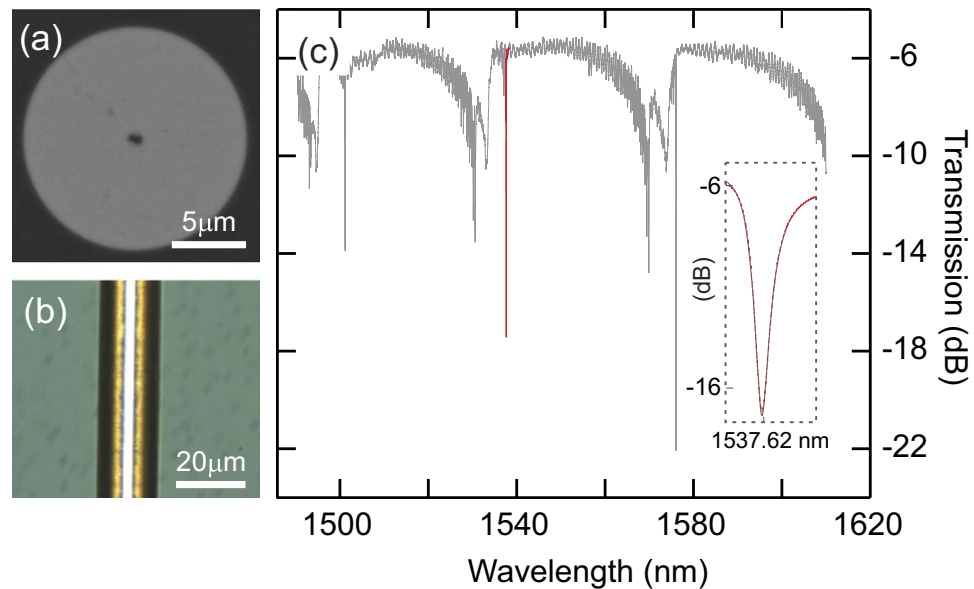 (a)
5μm
(b)
20μm
(c)
-6
-10
-14
-18
-22
Transmission (dB)
-6
(dB)
-16
1537.62 nm
1500
1540
1580
1620
Wavelength (nm)